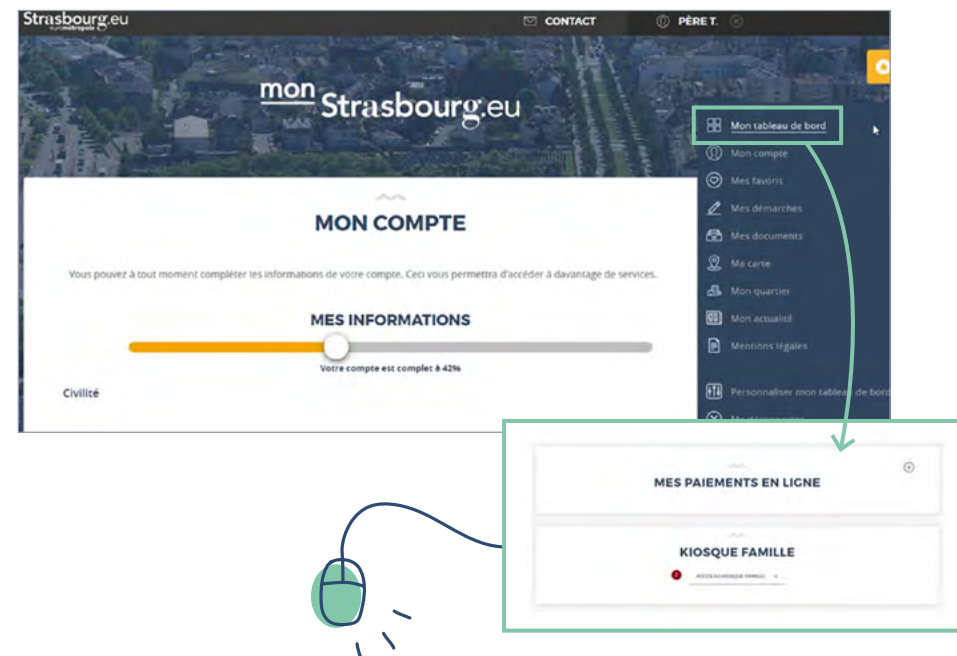 Strasbourg.eu
eurométropole
CONTACT
PÈRE T.
mon Strasbourg.eu
Mon tableau de bord
Mon compte
Mes favoris
Mes démarches
Mes documents
Ma carte
Mon quartier
Mon actualité
Mentions légales
Personnaliser mon tableau de bord
MON COMPTE
Vous pouvez à tout moment compléter les informations de votre compte. Ceci vous permettra d'accéder à davantage de services.
MES INFORMATIONS
Votre compte est complet à 42%
Civilité
MES PAIEMENTS EN LIGNE
KIOSQUE FAMILLE